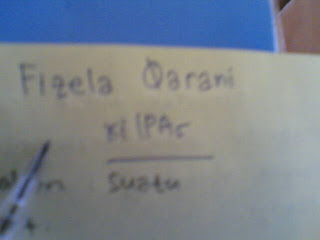 Fizela Qarani
XI IPA5
suatu